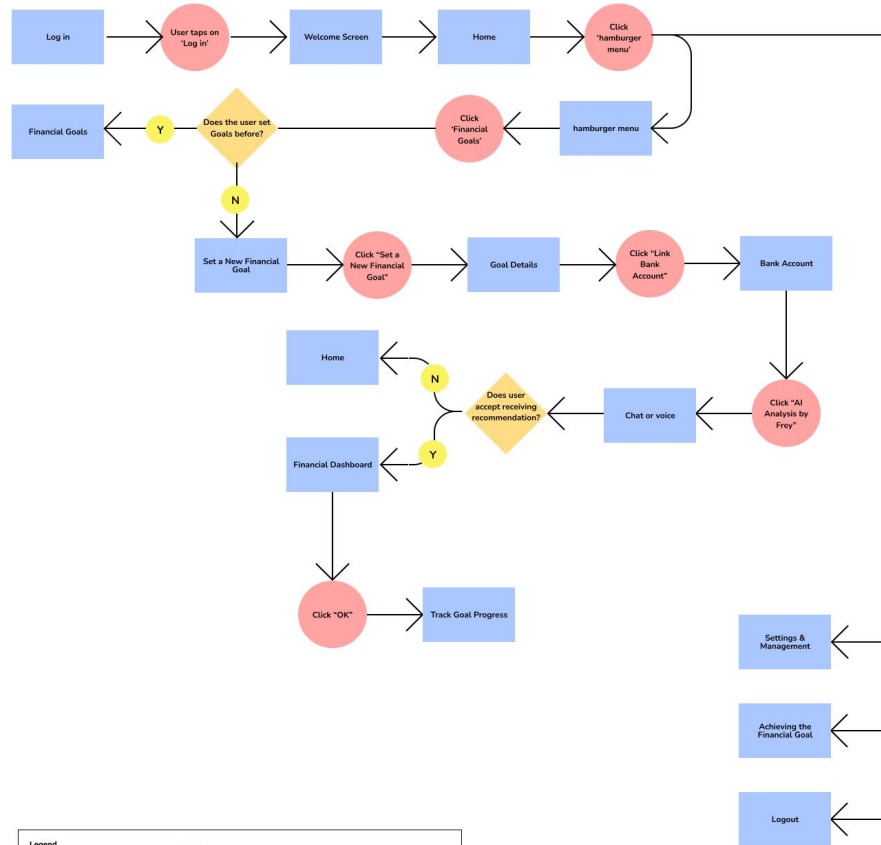 Log in
User taps on
‘Log in’
Welcome Screen
Home
Click
‘hamburger
menu’
Financial Goals
Y
Does the user set
Goals before?
Click
‘Financial
Goals’
hamburger menu
N
Set a New Financial
Goal
Click “Set a
New Financial
Goal”
Goal Details
Click “Link
Bank
Account”
Bank Account
Home
N
Does user
accept receiving
recommendation?
Chat or voice
Click “AI
Analysis by
Frey”
Y
Financial Dashboard
Click “OK”
Track Goal Progress
Settings &
Management
Achieving the
Financial Goal
Logout
Legend